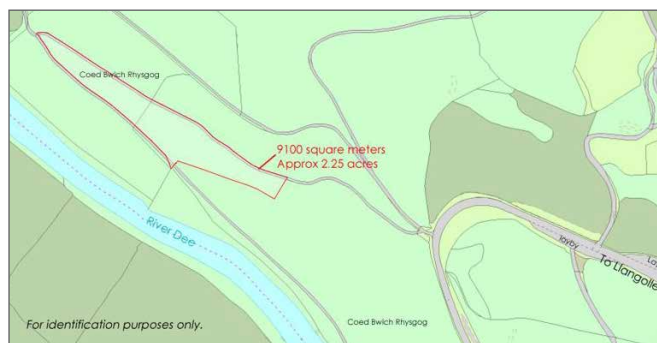 Coed Bwlch Rhysgog
9100 square meters
Approx 2.25 acres
River Dee
layby
To Llangolle
Coed Bwlch Rhysgog
For identification purposes only.